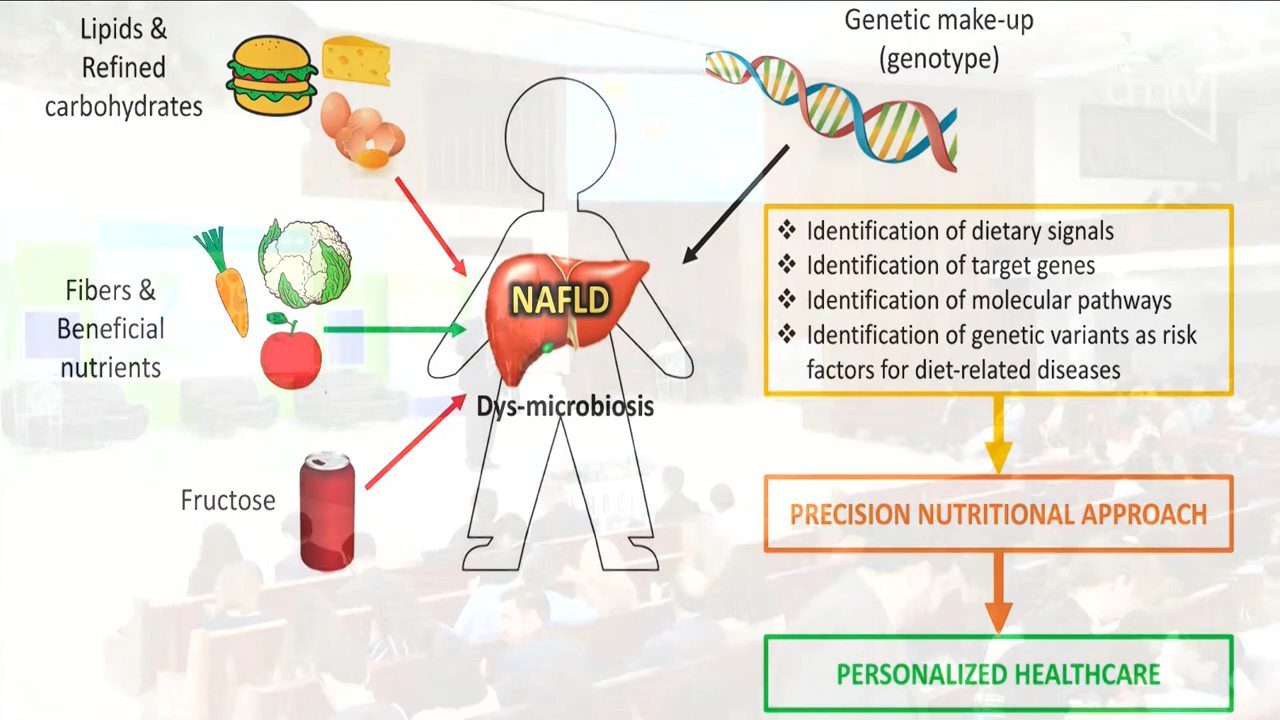 Lipids &
Refined
carbohydrates
Genetic make-up
(genotype)
Fibers &
Beneficial
nutrients
NAFLD
Dys-microbiosis
Fructose
❖ Identification of dietary signals
❖ Identification of target genes
❖ Identification of molecular pathways
❖ Identification of genetic variants as risk
factors for diet-related diseases
PRECISION NUTRITIONAL APPROACH
PERSONALIZED HEALTHCARE